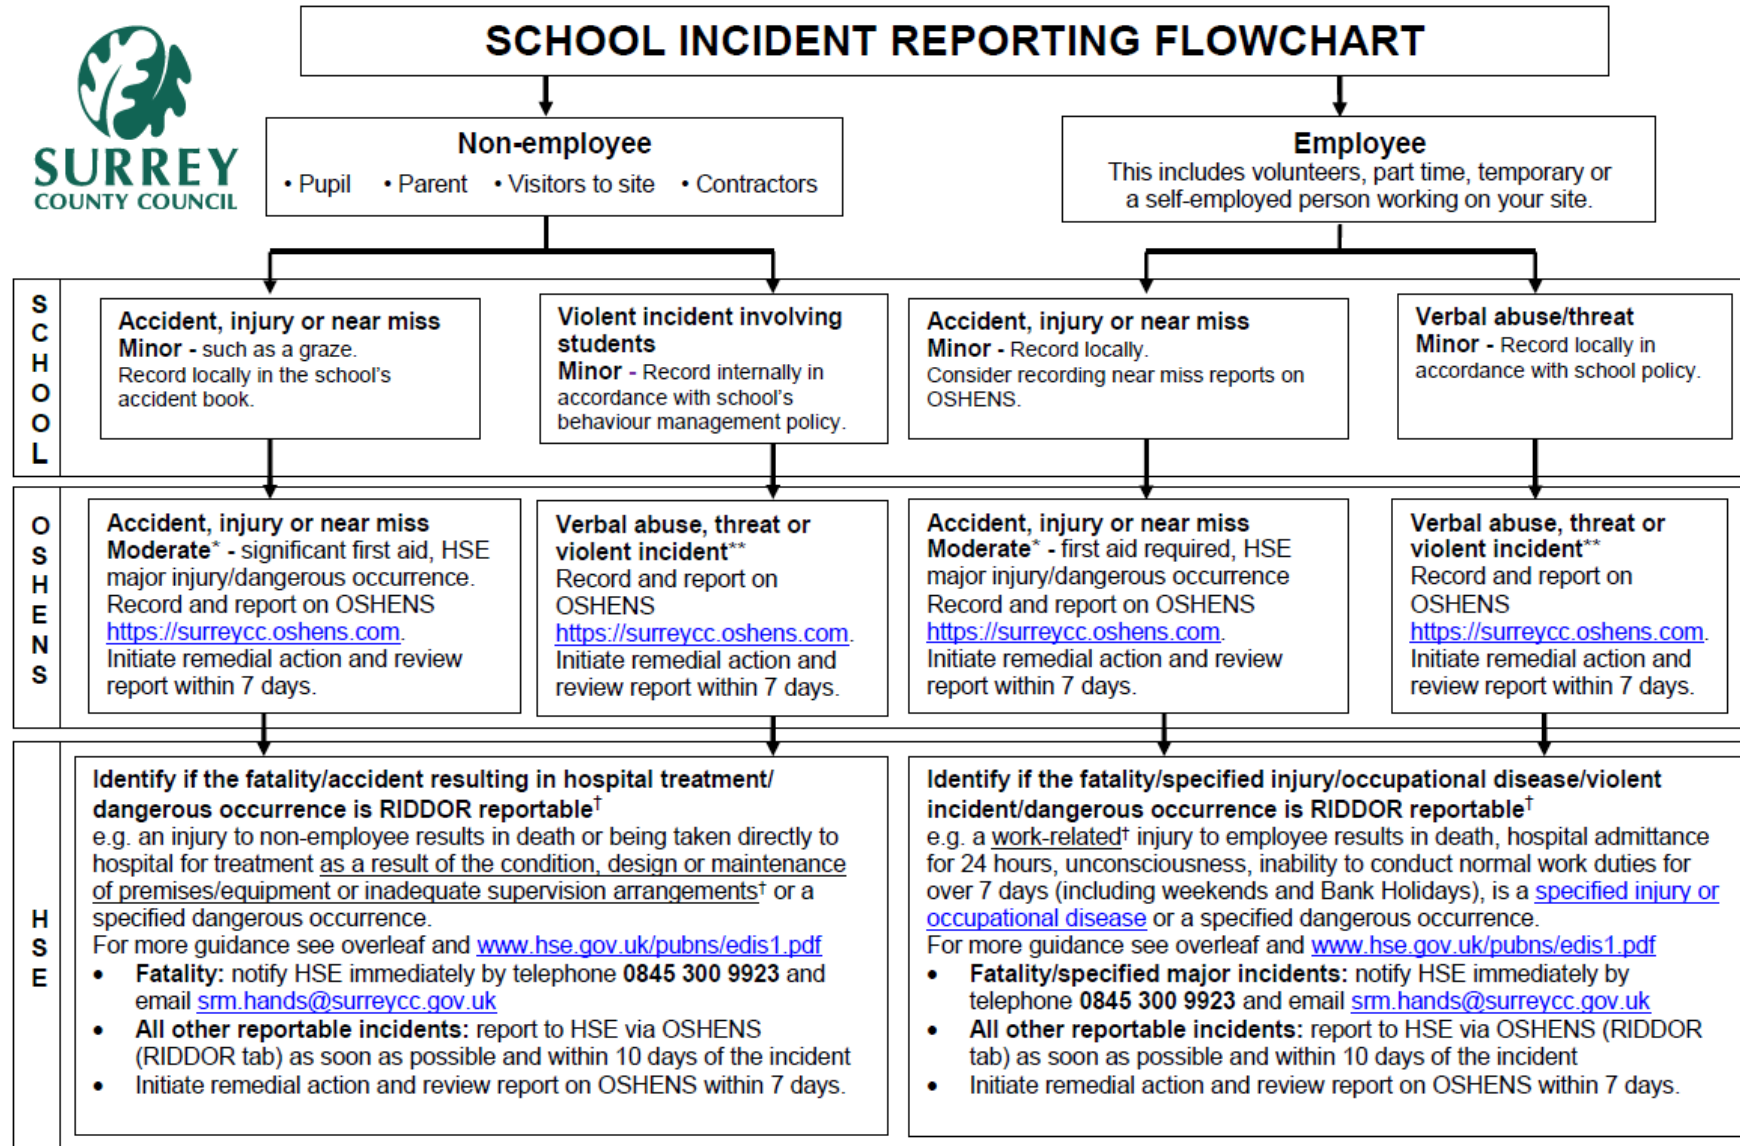 SCHOOL INCIDENT REPORTING FLOWCHART
SURREY
COUNTY COUNCIL
Non-employee
• Pupil • Parent • Visitors to site • Contractors
Employee
This includes volunteers, part time, temporary or
a self-employed person working on your site.
SCHOOL
Accident, injury or near miss
Minor - such as a graze.
Record locally in the school's
accident book.
Violent incident involving
students
Minor - Record internally in
accordance with school's
behaviour management policy.
Accident, injury or near miss
Minor - Record locally.
Consider recording near miss reports on
OSHENS.
Verbal abuse/threat
Minor - Record locally in
accordance with school policy.
OSHENS
Accident, injury or near miss
Moderate* - significant first aid, HSE
major injury/dangerous occurrence.
Record and report on OSHENS
https://surreycc.oshens.com.
Initiate remedial action and review
report within 7 days.
Verbal abuse, threat or
violent incident**
Record and report on
OSHENS
https://surreycc.oshens.com.
Initiate remedial action and
review report within 7 days.
Accident, injury or near miss
Moderate* - first aid required, HSE
major injury/dangerous occurrence
Record and report on OSHENS
https://surreycc.oshens.com.
Initiate remedial action and review
report within 7 days.
Verbal abuse, threat or
violent incident**
Record and report on
OSHENS
https://surreycc.oshens.com.
Initiate remedial action and
review report within 7 days.
HSE
Identify if the fatality/accident resulting in hospital treatment/
dangerous occurrence is RIDDOR reportable†
e.g. an injury to non-employee results in death or being taken directly to
hospital for treatment as a result of the condition, design or maintenance
of premises/equipment or inadequate supervision arrangements† or a
specified dangerous occurrence.
For more guidance see overleaf and www.hse.gov.uk/pubns/edis1.pdf
• Fatality: notify HSE immediately by telephone 0845 300 9923 and
email srm.hands@surreycc.gov.uk
• All other reportable incidents: report to HSE via OSHENS
(RIDDOR tab) as soon as possible and within 10 days of the incident
• Initiate remedial action and review report on OSHENS within 7 days.
Identify if the fatality/specified injury/occupational disease/violent
incident/dangerous occurrence is RIDDOR reportable†
e.g. a work-related† injury to employee results in death, hospital admittance
for 24 hours, unconsciousness, inability to conduct normal work duties for
over 7 days (including weekends and Bank Holidays), is a specified injury or
occupational disease or a specified dangerous occurrence.
For more guidance see overleaf and www.hse.gov.uk/pubns/edis1.pdf
• Fatality/specified major incidents: notify HSE immediately by
telephone 0845 300 9923 and email srm.hands@surreycc.gov.uk
• All other reportable incidents: report to HSE via OSHENS (RIDDOR
tab) as soon as possible and within 10 days of the incident
• Initiate remedial action and review report on OSHENS within 7 days.